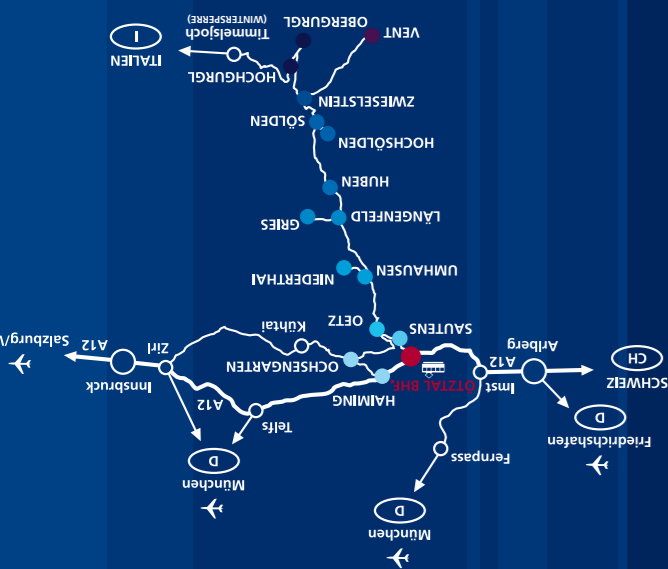 München
D
Friedrichshafen
D
Fernpass
München
D
Telfs
SCHWEIZ
CH
Arlberg
A12
Imst
ÖTZTAL BHF.
HAIMING
A12
Innsbruck
A12
Salzburg/
Zirl
OCHSENGARTEN
Kühtai
SAUTENS
OETZ
UMHAUSEN
NIEDERTHAI
LÄNGENFELD
GRIES
HUBEN
HOCHSÖLDEN
SÖLDEN
ZWIESELSTEIN
VENT
HOCHGURGL
OBERGURGL
Timmelsjoch
(WINTERSPERRE)
ITALIEN
I